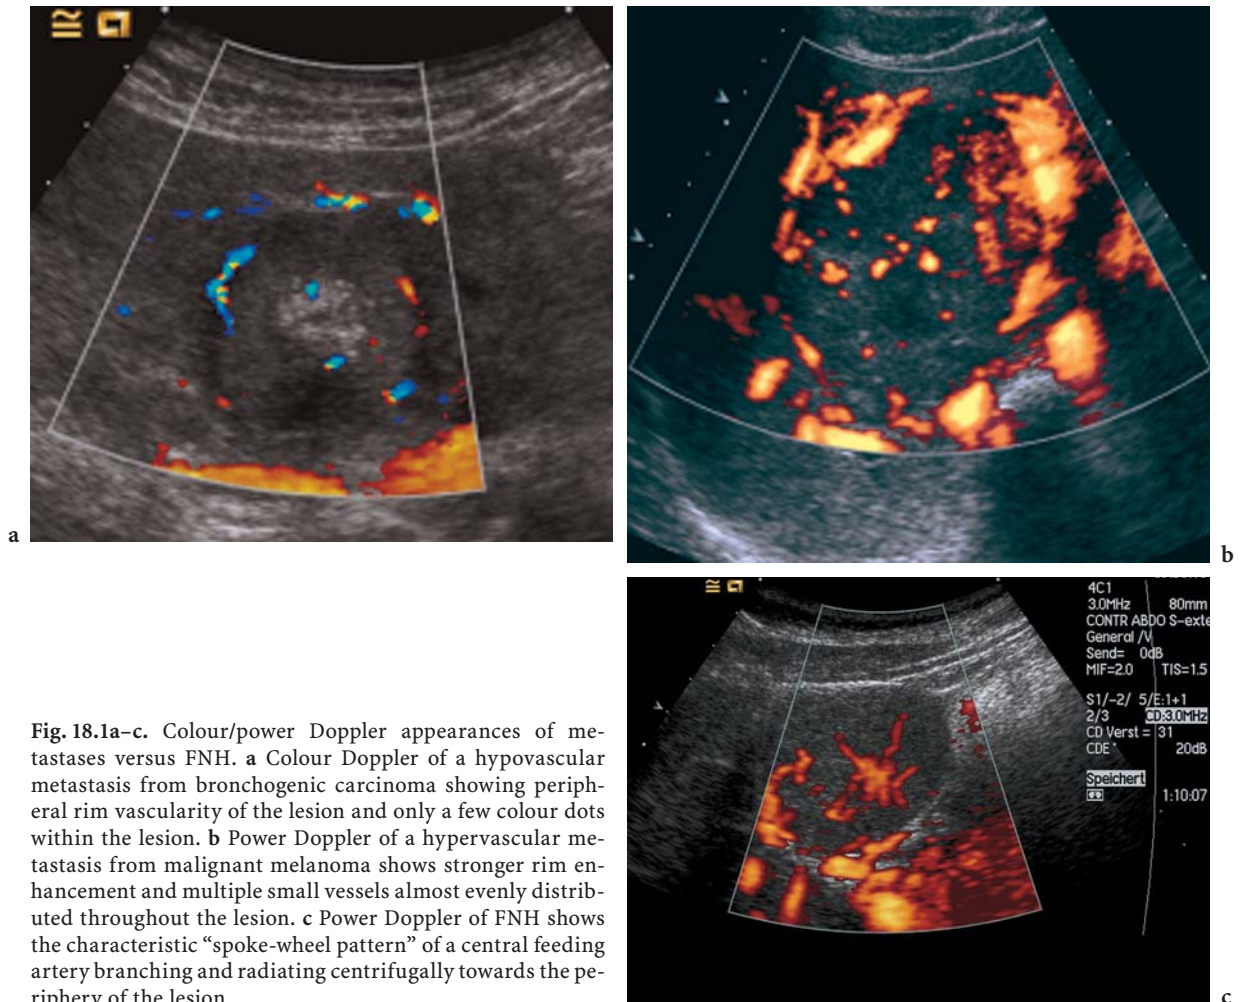 a
b
4C1
3.0MHz 80mm
CONTR ABDO S-exte
General /V
Send= 0dB
MIF=2.0 TIS=1.5
S1/-2/ 5/E:1+1
2/3 CD:3.0MHz
CD Verst = 31
CDE 20dB
Speichert
1:10:07
c
Fig. 18.1a–c. Colour/power Doppler appearances of me-
tastases versus FNH. a Colour Doppler of a hypovascular
metastasis from bronchogenic carcinoma showing periph-
eral rim vascularity of the lesion and only a few colour dots
within the lesion. b Power Doppler of a hypervascular me-
tastasis from malignant melanoma shows stronger rim en-
hancement and multiple small vessels almost evenly distrib-
uted throughout the lesion. c Power Doppler of FNH shows
the characteristic “spoke-wheel pattern” of a central feeding
artery branching and radiating centrifugally towards the pe-
riphery of the lesion